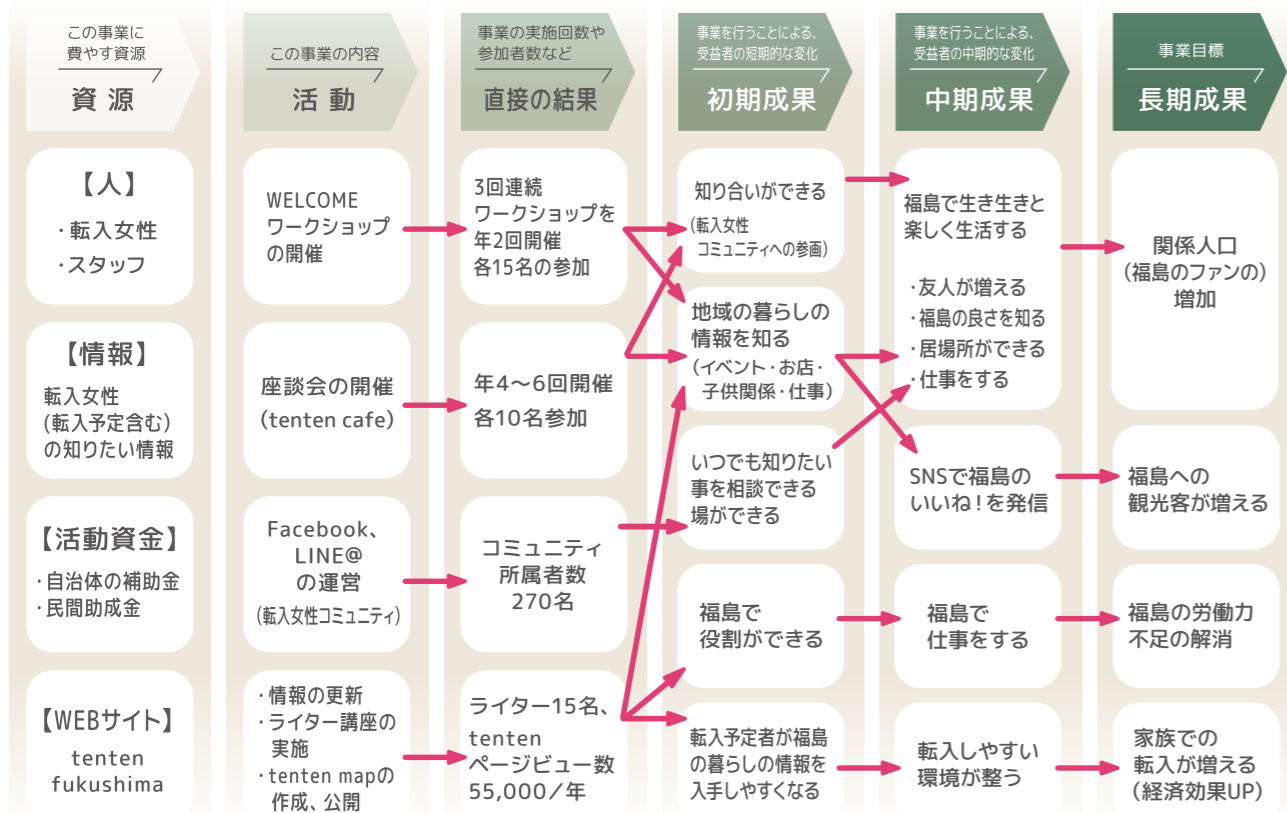 この事業に
費やす資源
資源
この事業の内容
活動
事業の実施回数や
参加者数など
直接の結果
事業を行うことによる、
受益者の短期的な変化
初期成果
事業を行うことによる、
受益者の中期的な変化
中期成果
事業目標
長期成果
【人】
・転入女性
・スタッフ
【情報】
転入女性
(転入予定含む)
の知りたい情報
【活動資金】
・自治体の補助金
・民間助成金
【WEBサイト】
tenten
fukushima
WELCOME
ワークショップ
の開催
座談会の開催
(tenten cafe)
Facebook、
LINE@
の運営
(転入女性コミュニティ)
・情報の更新
・ライター講座の
実施
・tenten mapの
作成、公開
3回連続
ワークショップを
年2回開催
各15名の参加
年4〜6回開催
各10名参加
コミュニティ
所属者数
270名
ライター15名、
tenten
ページビュー数
55,000／年
知り合いができる
(転入女性
コミュニティへの参画)
地域の暮らしの
情報を知る
(イベント・お店・
子供関係・仕事)
いつでも知りたい
事を相談できる
場ができる
福島で
役割ができる
転入予定者が福島
の暮らしの情報を
入手しやすくなる
福島で生き生きと
楽しく生活する
・友人が増える
・福島の良さを知る
・居場所ができる
・仕事をする
SNSで福島の
いいね！を発信
福島で
仕事をする
転入しやすい
環境が整う
関係人口
(福島のファンの)
増加
福島への
観光客が増える
福島の労働力
不足の解消
家族での
転入が増える
(経済効果UP)